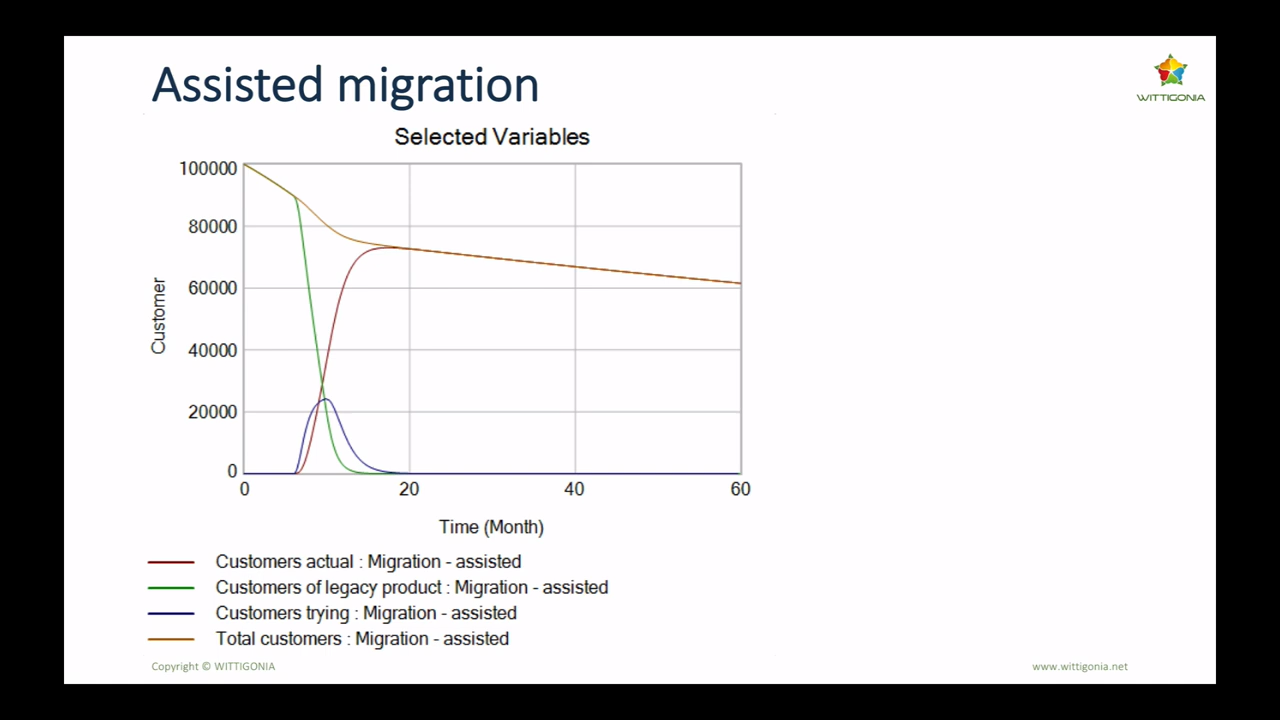 Assisted migration
WITTIGONIA
Selected Variables
100000
80000
60000
40000
20000
0
Customer
0 20 40 60
Time (Month)
Customers actual : Migration - assisted
Customers of legacy product : Migration - assisted
Customers trying : Migration - assisted
Total customers : Migration - assisted
Copyright © WITTIGONIA www.wittigonia.net